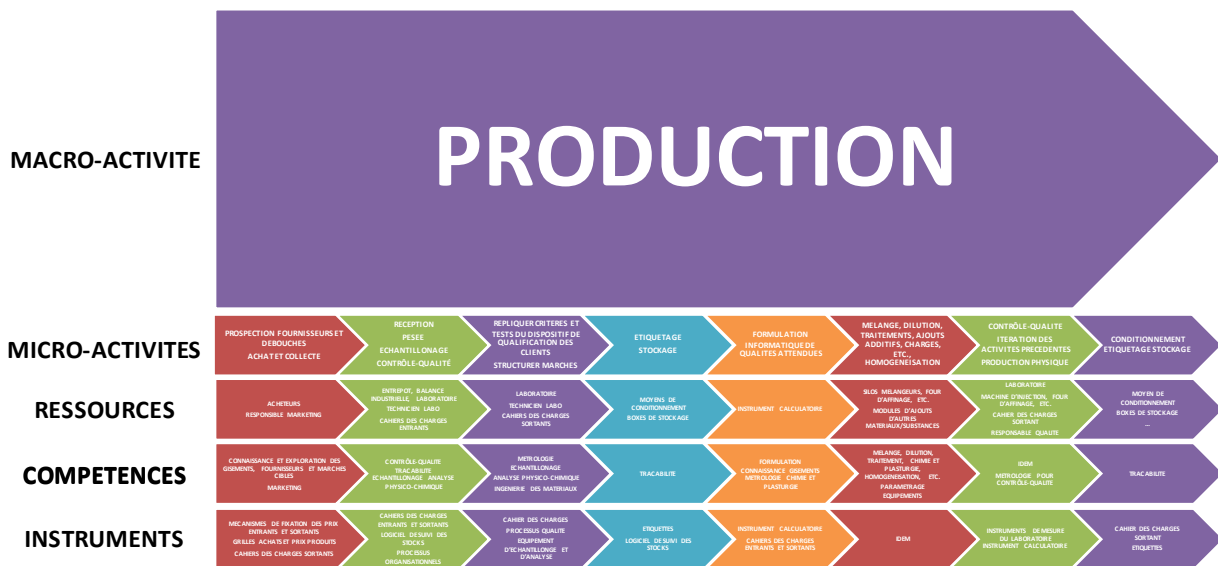 MACRO-ACTIVITE
PRODUCTION
MICRO-ACTIVITES
PROSPECTION FOURNISSEURS ET
DEBOUCHES
ACHAT ET COLLECTE
RECEPTION
PESEE
ECHANTILLONAGE
CONTRÔLE-QUALITÉ
REPLIQUER CRITERES ET
TESTS DU DISPOSITIF DE
QUALIFICATION DES
CLIENTS
STRUCTURER MARCHES
ETIQUETAGE
STOCKAGE
FORMULATION
INFORMATIQUE DE
QUALITES ATTENDUES
MELANGE, DILUTION,
TRAITEMENTS, AJOUTS
ADDITIFS, CHARGES,
ETC.,
HOMOGENEISATION
CONTRÔLE-QUALITE
ITERATION DES
ACTIVITES PRECEDENTES
PRODUCTION PHYSIQUE
CONDITIONNEMENT
ETIQUETAGE STOCKAGE
RESSOURCES
ACHETEURS
RESPONSIBLE MARKETING
ENTREPOT, BALANCE
INDUSTRIELLE, LABORATOIRE
TECHNICIEN LABO
CAHIERS DES CHARGES
ENTRANTS
LABORATOIRE
TECHNICIEN LABO
CAHIERS DES CHARGES
SORTANTS
MOYENS DE
CONDITIONNEMENT
BOXES DE STOCKAGE
INSTRUMENT CALCULATOIRE
SILOS MELANGEURS, FOUR
D'AFFINAGE, ETC.
MODULES D'AJOUTS
D'AUTRES
MATERIAUX/SUBSTANCES
LABORATOIRE
MACHINE D'INJECTION, FOUR
D'AFFINAGE, ETC.
CAHIER DES CHARGES
SORTANT
RESPONSABLE QUALITE
MOYEN DE
CONDITIONNEMENT
BOXES DE STOCKAGE
...
COMPETENCES
CONNAISSANCE ET EXPLORATION DES
GISEMENTS, FOURNISSEURS ET MARCHES
CIBLES
MARKETING
CONTRÔLE-QUALITE
TRACABILITE
ECHANTILLONAGE ANALYSE
PHYSICO-CHIMIQUE
METROLOGIE
ECHANTILLONAGE
ANALYSE PHYSICO-CHIMIQUE
INGENIERIE DES MATERIAUX
TRACABILITE
FORMULATION
CONNAISSANCE GISEMENTS
METROLOGIE CHIMIE ET
PLASTURGIE
MELANGE, DILUTION,
TRAITEMENT, CHIMIE ET
PLASTURGE,
HOMOGENEISATION, ETC.
PARAMETRAGE
EQUIPEMENTS
IDEM
METROLOGIE POUR
CONTRÔLE-QUALITE
TRACABILITE
INSTRUMENTS
MECANISMES DE FIXATION DES PRIX
ENTRANTS ET SORTANTS
GRILLES ACHATS ET PRIX PRODUITS
CAHIERS DES CHARGES SORTANTS
CAHIERS DES CHARGES
ENTRANTS ET SORTANTS
LOGICIEL DE SUIVI DES
STOCKS
PROCESSUS
ORGANISATIONNELS
CAHIER DES CHARGES
PROCESSUS QUALITE
EQUIPEMENT
D'ECHANTILLONGE ET
D'ANALYSE
ETIQUETTES
LOGICIEL DE SUIVI DES
STOCKS
INSTRUMENT CALCULATOIRE
CAHIERS DES CHARGES
ENTRANTS ET SORTANTS
IDEM
INSTRUMENTS DE MESURE
DU LABORATOIRE
INSTRUMENT CALCULATOIRE
CAHIER DES CHARGES
SORTANT
ETIQUETTES